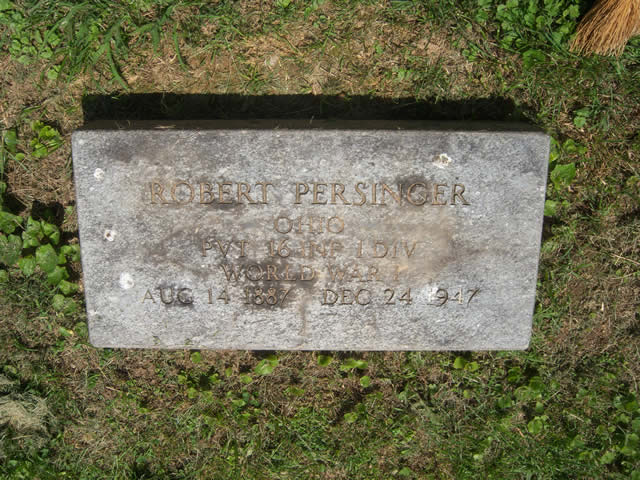 ROBERT PERSINGER
OHIO
PVT 16 INF 1 DIV
WORLD WAR I
AUG 14 1887 DEC 24 1947